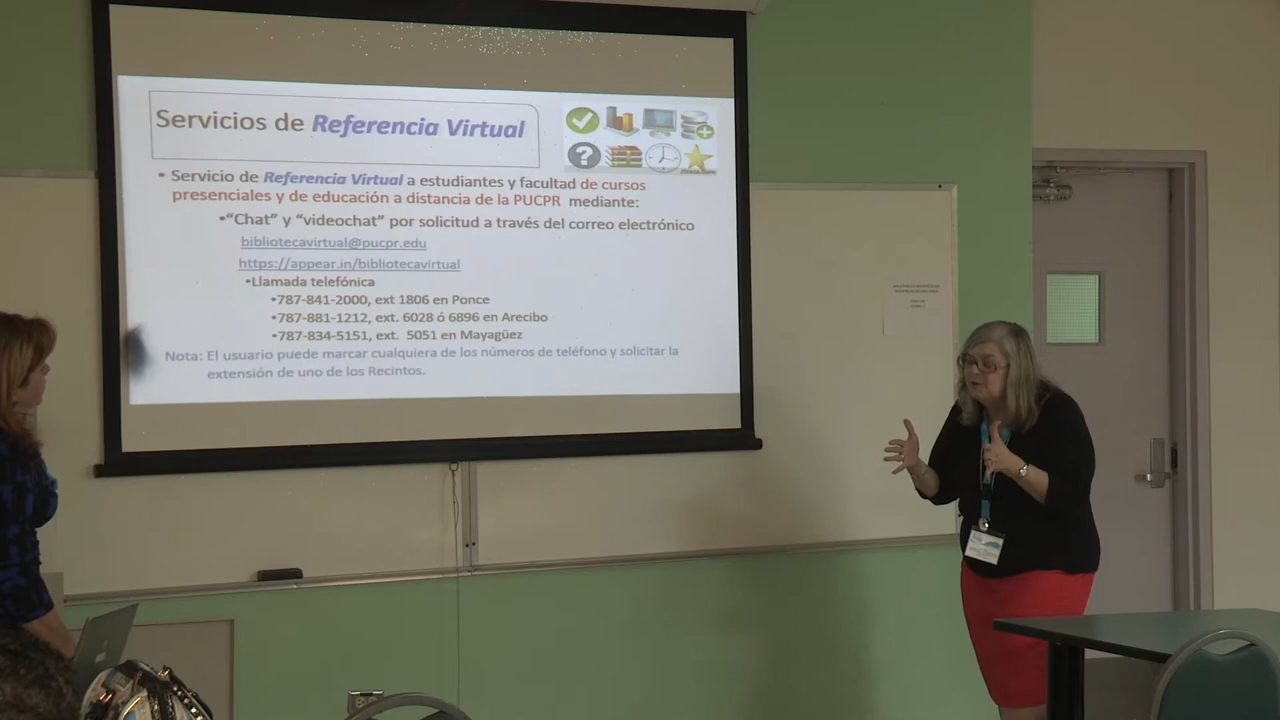 Servicios de Referencia Virtual
• Servicio de Referencia Virtual a estudiantes y facultad de cursos
presenciales y de educación a distancia de la PUCPR mediante:
•“Chat” y “videochat” por solicitud a través del correo electrónico
bibliotecavirtual@pucpr.edu
https://appear.in/bibliotecavirtual
•Llamada telefónica
•787-841-2000, ext 1806 en Ponce
•787-881-1212, ext. 6028 ó 6896 en Arecibo
•787-834-5151, ext. 5051 en Mayagüez
Nota: El usuario puede marcar cualquiera de los números de teléfono y solicitar la
extensión de uno de los Recintos.